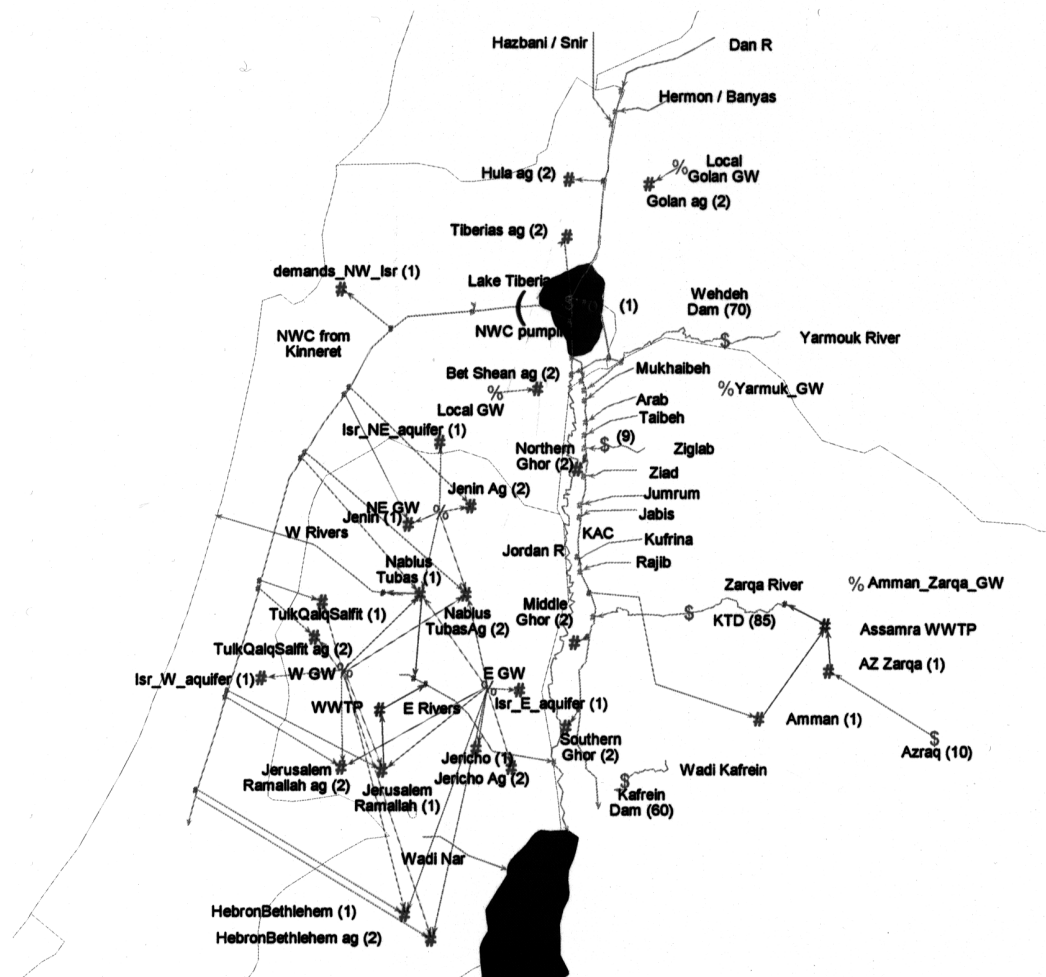 Hazbani / Snir
Dan R
Hermon / Banyas
Hula ag (2)
Local
Golan GW
Golan ag (2)
Tiberias ag (2)
demands_NW_Isr (1)
Lake Tiberia
(1)
Wehdeh
Dam (70)
NWC from
Kinneret
NWC pumpi
Yarmouk River
Bet Shean ag (2)
Mukhaibeh
Yarmuk_GW
Local GW
Arab
Taibeh
Isr_NE_aquifer (1)
(9)
Northern
Ghor (2)
Ziglab
Ziad
Jenin Ag (2)
Jumrum
NE GW
Jenin (1)
Jabis
W Rivers
KAC
Kufrina
Jordan R
Rajib
Nablus
Tubas (1)
Zarqa River
Amman_Zarqa_GW
Middle
Ghor (2)
Nablus
TubasAg (2)
TulkQalqSalfit (1)
KTD (85)
Assamra WWTP
TulkQalqSalfit ag (2)
AZ Zarqa (1)
W GW
E GW
Isr_W_aquifer (1)
WWTP
E Rivers
Isr_E_aquifer (1)
Amman (1)
Southern
Ghor (2)
Azraq (10)
Jericho (1)
Jericho Ag (2)
Jerusalem
Ramallah ag (2)
Wadi Kafrein
Jerusalem
Ramallah (1)
Kafrein
Dam (60)
Wadi Nar
HebronBethlehem (1)
HebronBethlehem ag (2)